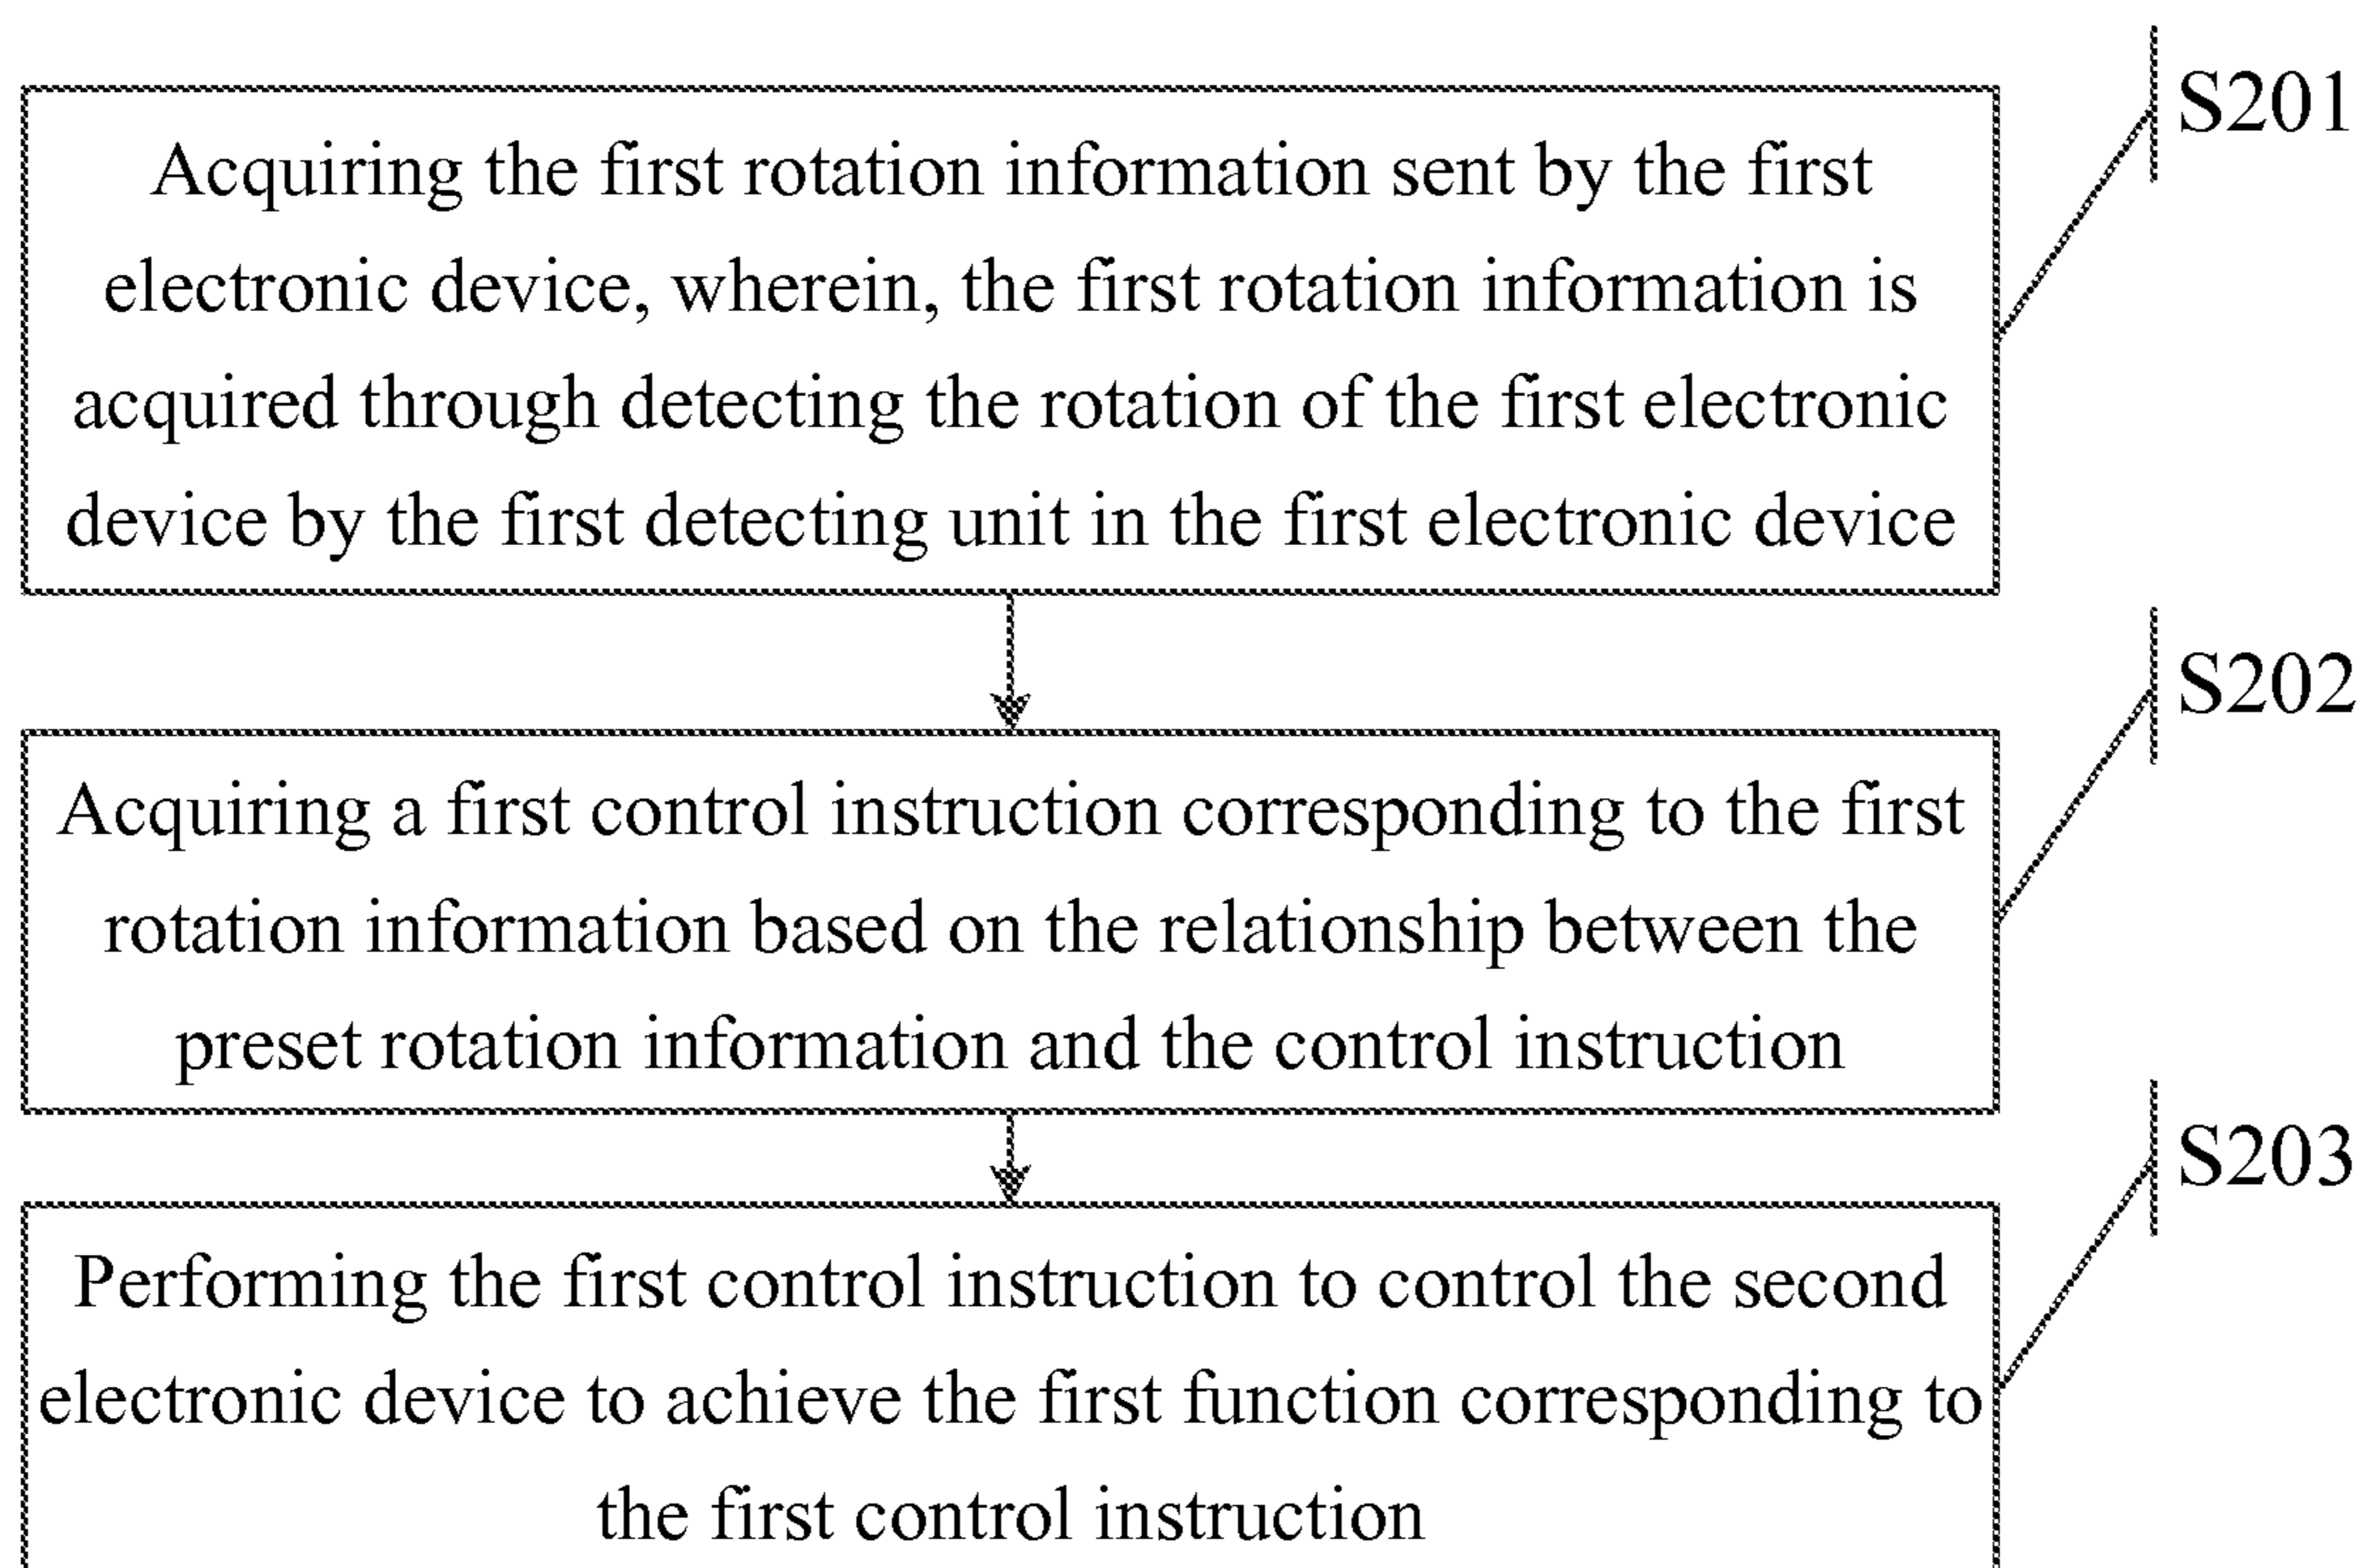 S201
Acquiring the first rotation information sent by the first
electronic device, wherein, the first rotation information is
acquired through detecting the rotation of the first electronic
device by the first detecting unit in the first electronic device
S202
Acquiring a first control instruction corresponding to the first
rotation information based on the relationship between the
preset rotation information and the control instruction
S203
Performing the first control instruction to control the second
electronic device to achieve the first function corresponding to
the first control instruction